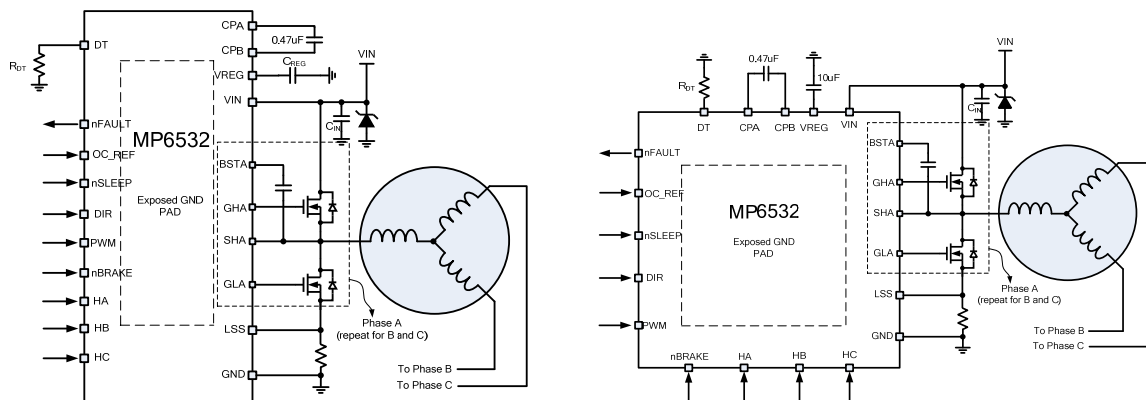 CPA
DT
0.47uF
R_DT
CPB
C_REG
VREG
VIN
VIN
nFAULT
MP6532
C_IN
OC_REF
BSTA
nSLEEP
Exposed GND
PAD
GHA
DIR
PWM
SHA
nBRAKE
GLA
HA
Phase A
(repeat for B and C)
HB
LSS
HC
To Phase B
GND
To Phase C
VIN
0.47uF
R_DT
10uF
C_IN
DT
CPA
CPB
VREG
VIN
BSTA
nFAULT
GHA
OC_REF
MP6532
SHA
nSLEEP
Exposed GND
PAD
GLA
DIR
LSS
Phase A
(repeat for B and C)
PWM
GND
To Phase B
To Phase C
nBRAKE
HA
HB
HC